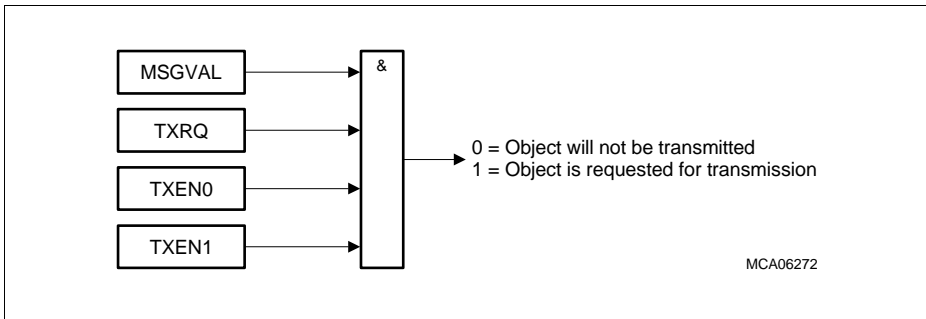 MSGVAL
&
TXRQ
TXEN0
TXEN1
0 = Object will not be transmitted
1 = Object is requested for transmission
MCA06272